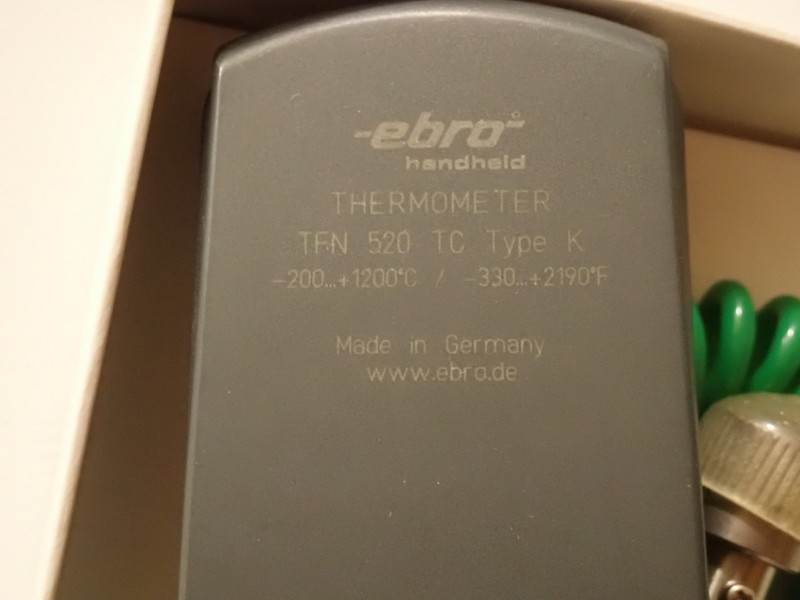 -ebro-
handheld
THERMOMETER
TFN 520 TC Type K
-200...+1200°C / -330...+2190°F
Made in Germany
www.ebro.de